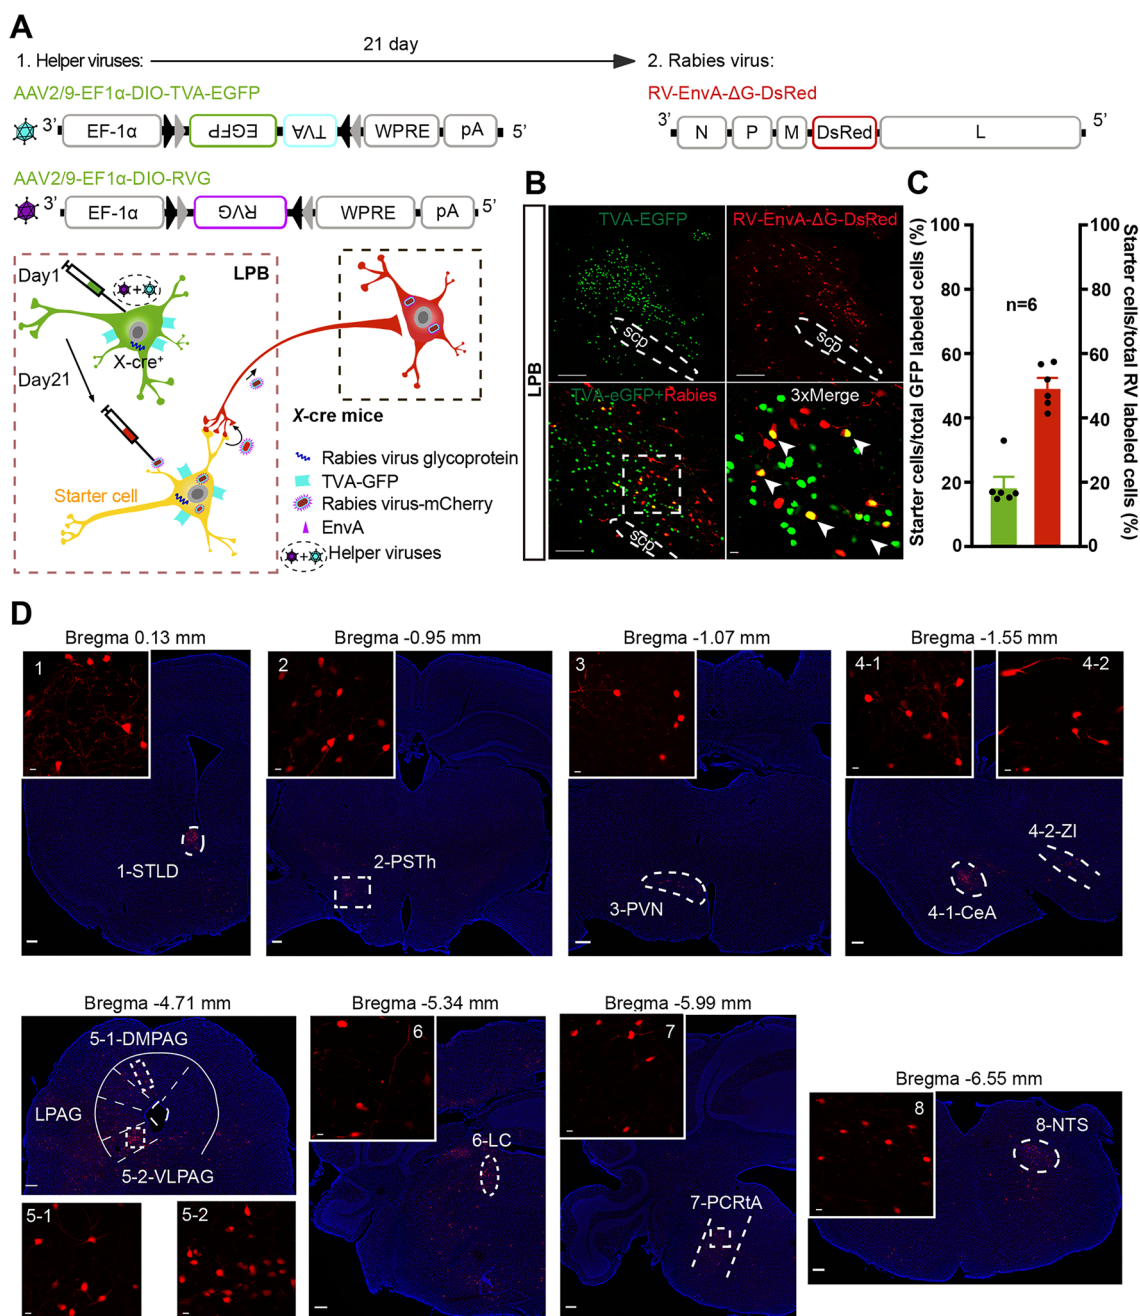 A
21 day
1. Helper viruses:
2. Rabies virus:
AAV2/9-EF1α-DIO-TVA-EGFP
RV-EnvA-ΔG-DsRed
3’ EF-1α EGFP TVA WPRE pA 5’
3’ N P M DsRed L 5’
AAV2/9-EF1α-DIO-RVG
3’ EF-1α RVG WPRE pA 5’
Day1
+
LPB
X-cre⁺
Day21
Starter cell
X-cre mice
Rabies virus glycoprotein
TVA-GFP
Rabies virus-mCherry
EnvA
+ Helper viruses
B
LPB
TVA-EGFP
RV-EnvA-ΔG-DsRed
scp
scp
TVA-eGFP+Rabies
3xMerge
scp
C
Starter cells/total GFP labeled cells (%)
Starter cells/total RV labeled cells (%)
n=6
100 100
80 80
60 60
40 40
20 20
0 0
D
Bregma 0.13 mm
1
1-STLD
Bregma -0.95 mm
2
2-PSTh
Bregma -1.07 mm
3
3-PVN
Bregma -1.55 mm
4-1
4-2
4-2-ZI
4-1-CeA
Bregma -4.71 mm
5-1-DMPAG
LPAG
5-2-VLPAG
5-1
5-2
Bregma -5.34 mm
6
6-LC
Bregma -5.99 mm
7
7-PCRtA
Bregma -6.55 mm
8
8-NTS